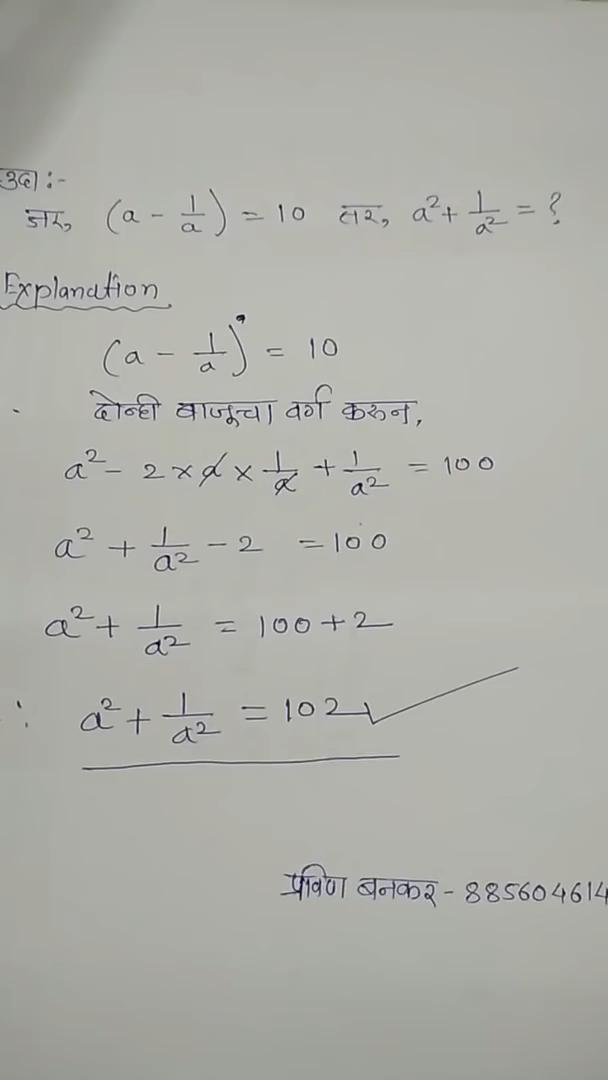 उदा :-
जर, (a - 1/a) = 10 तर, a² + 1/a² = ?
Explanation
(a - 1/a) = 10
दोन्ही बाजूचा वर्ग करुन,
a² - 2 × a × 1/a + 1/a² = 100
a² + 1/a² - 2 = 100
a² + 1/a² = 100 + 2
∴ a² + 1/a² = 102
प्रविण बनकर - 885604614